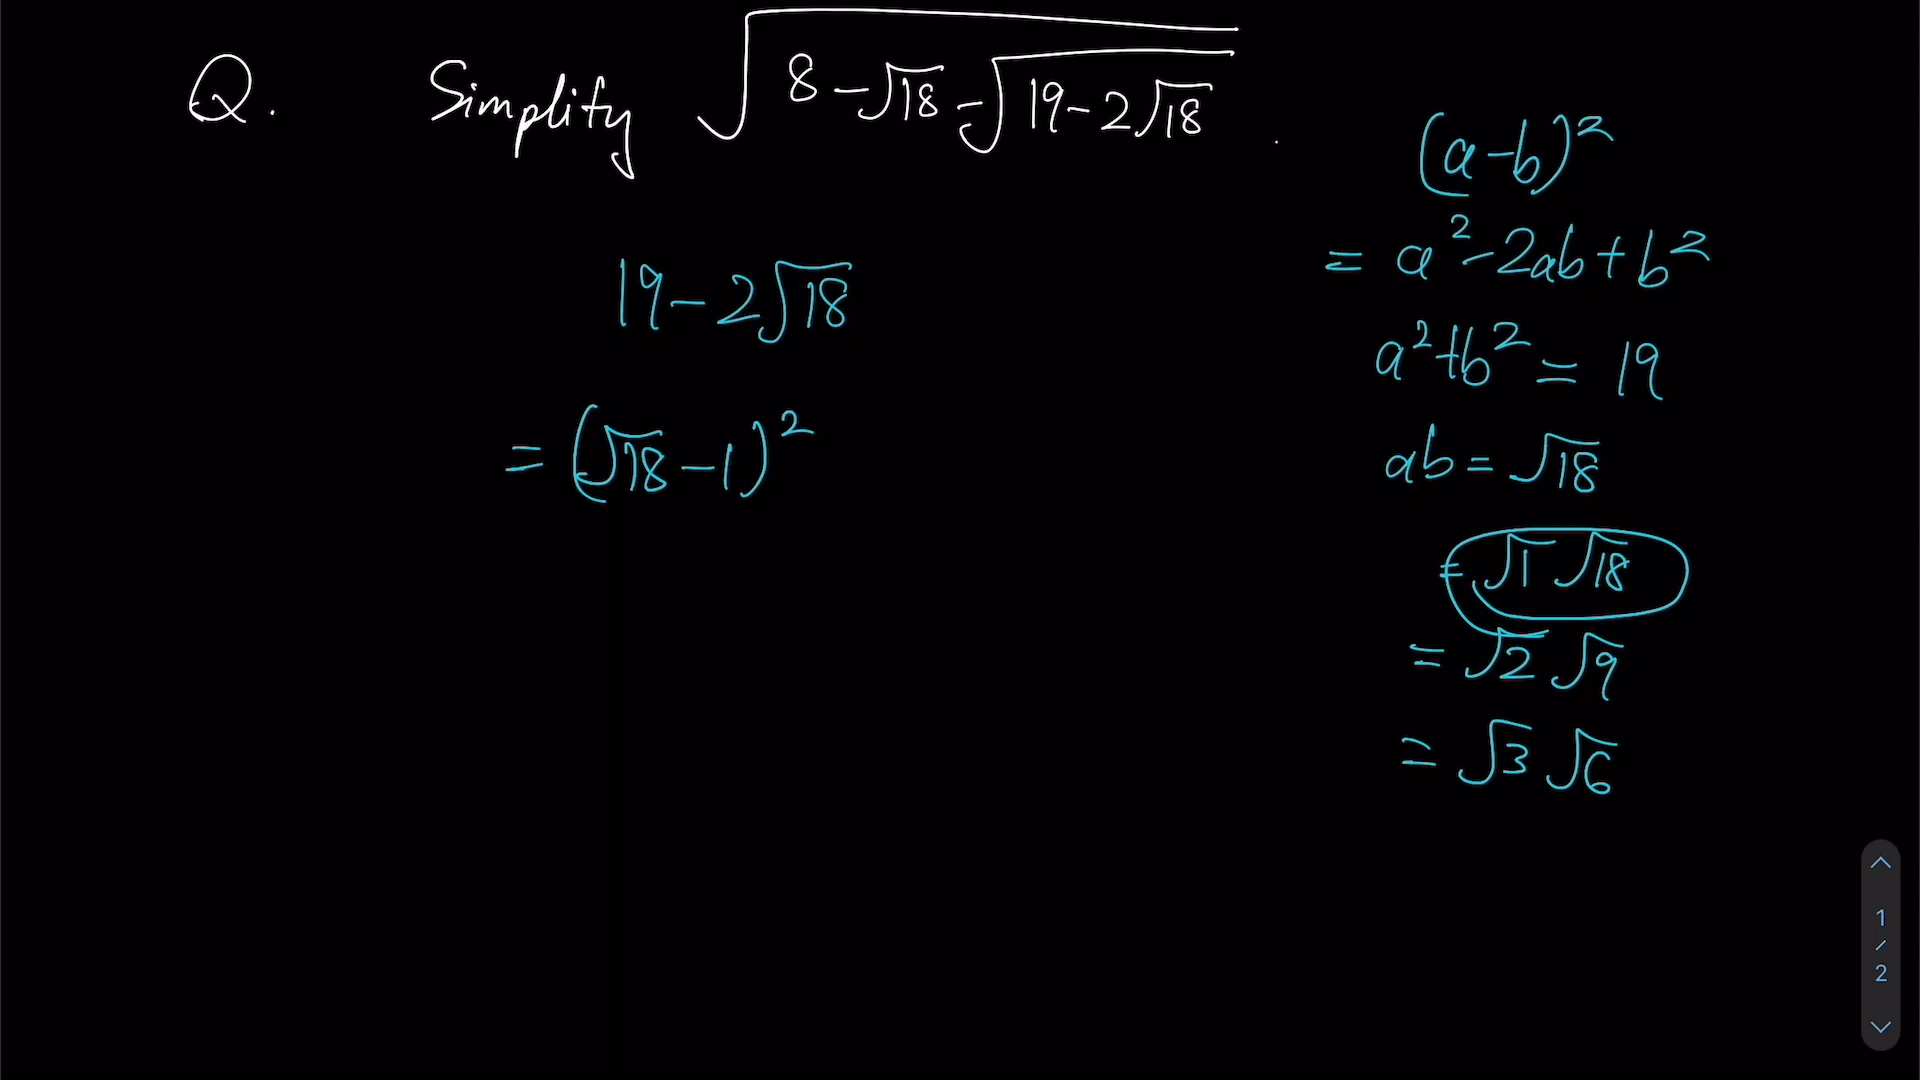 Q. Simplify √(8-√18-√(19-2√18)).
19-2√18
= (√18-1)²
(a-b)²
= a²-2ab+b²
a²+b² = 19
ab = √18
= √1 √18
= √2 √9
= √3 √6
1
/
2